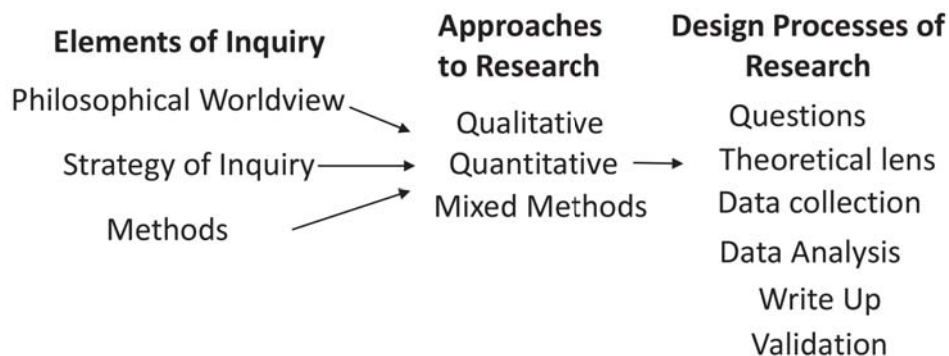 Elements of Inquiry
Philosophical Worldview
Strategy of Inquiry
Methods
Approaches
to Research
Qualitative
Quantitative
Mixed Methods
Design Processes of
Research
Questions
Theoretical lens
Data collection
Data Analysis
Write Up
Validation